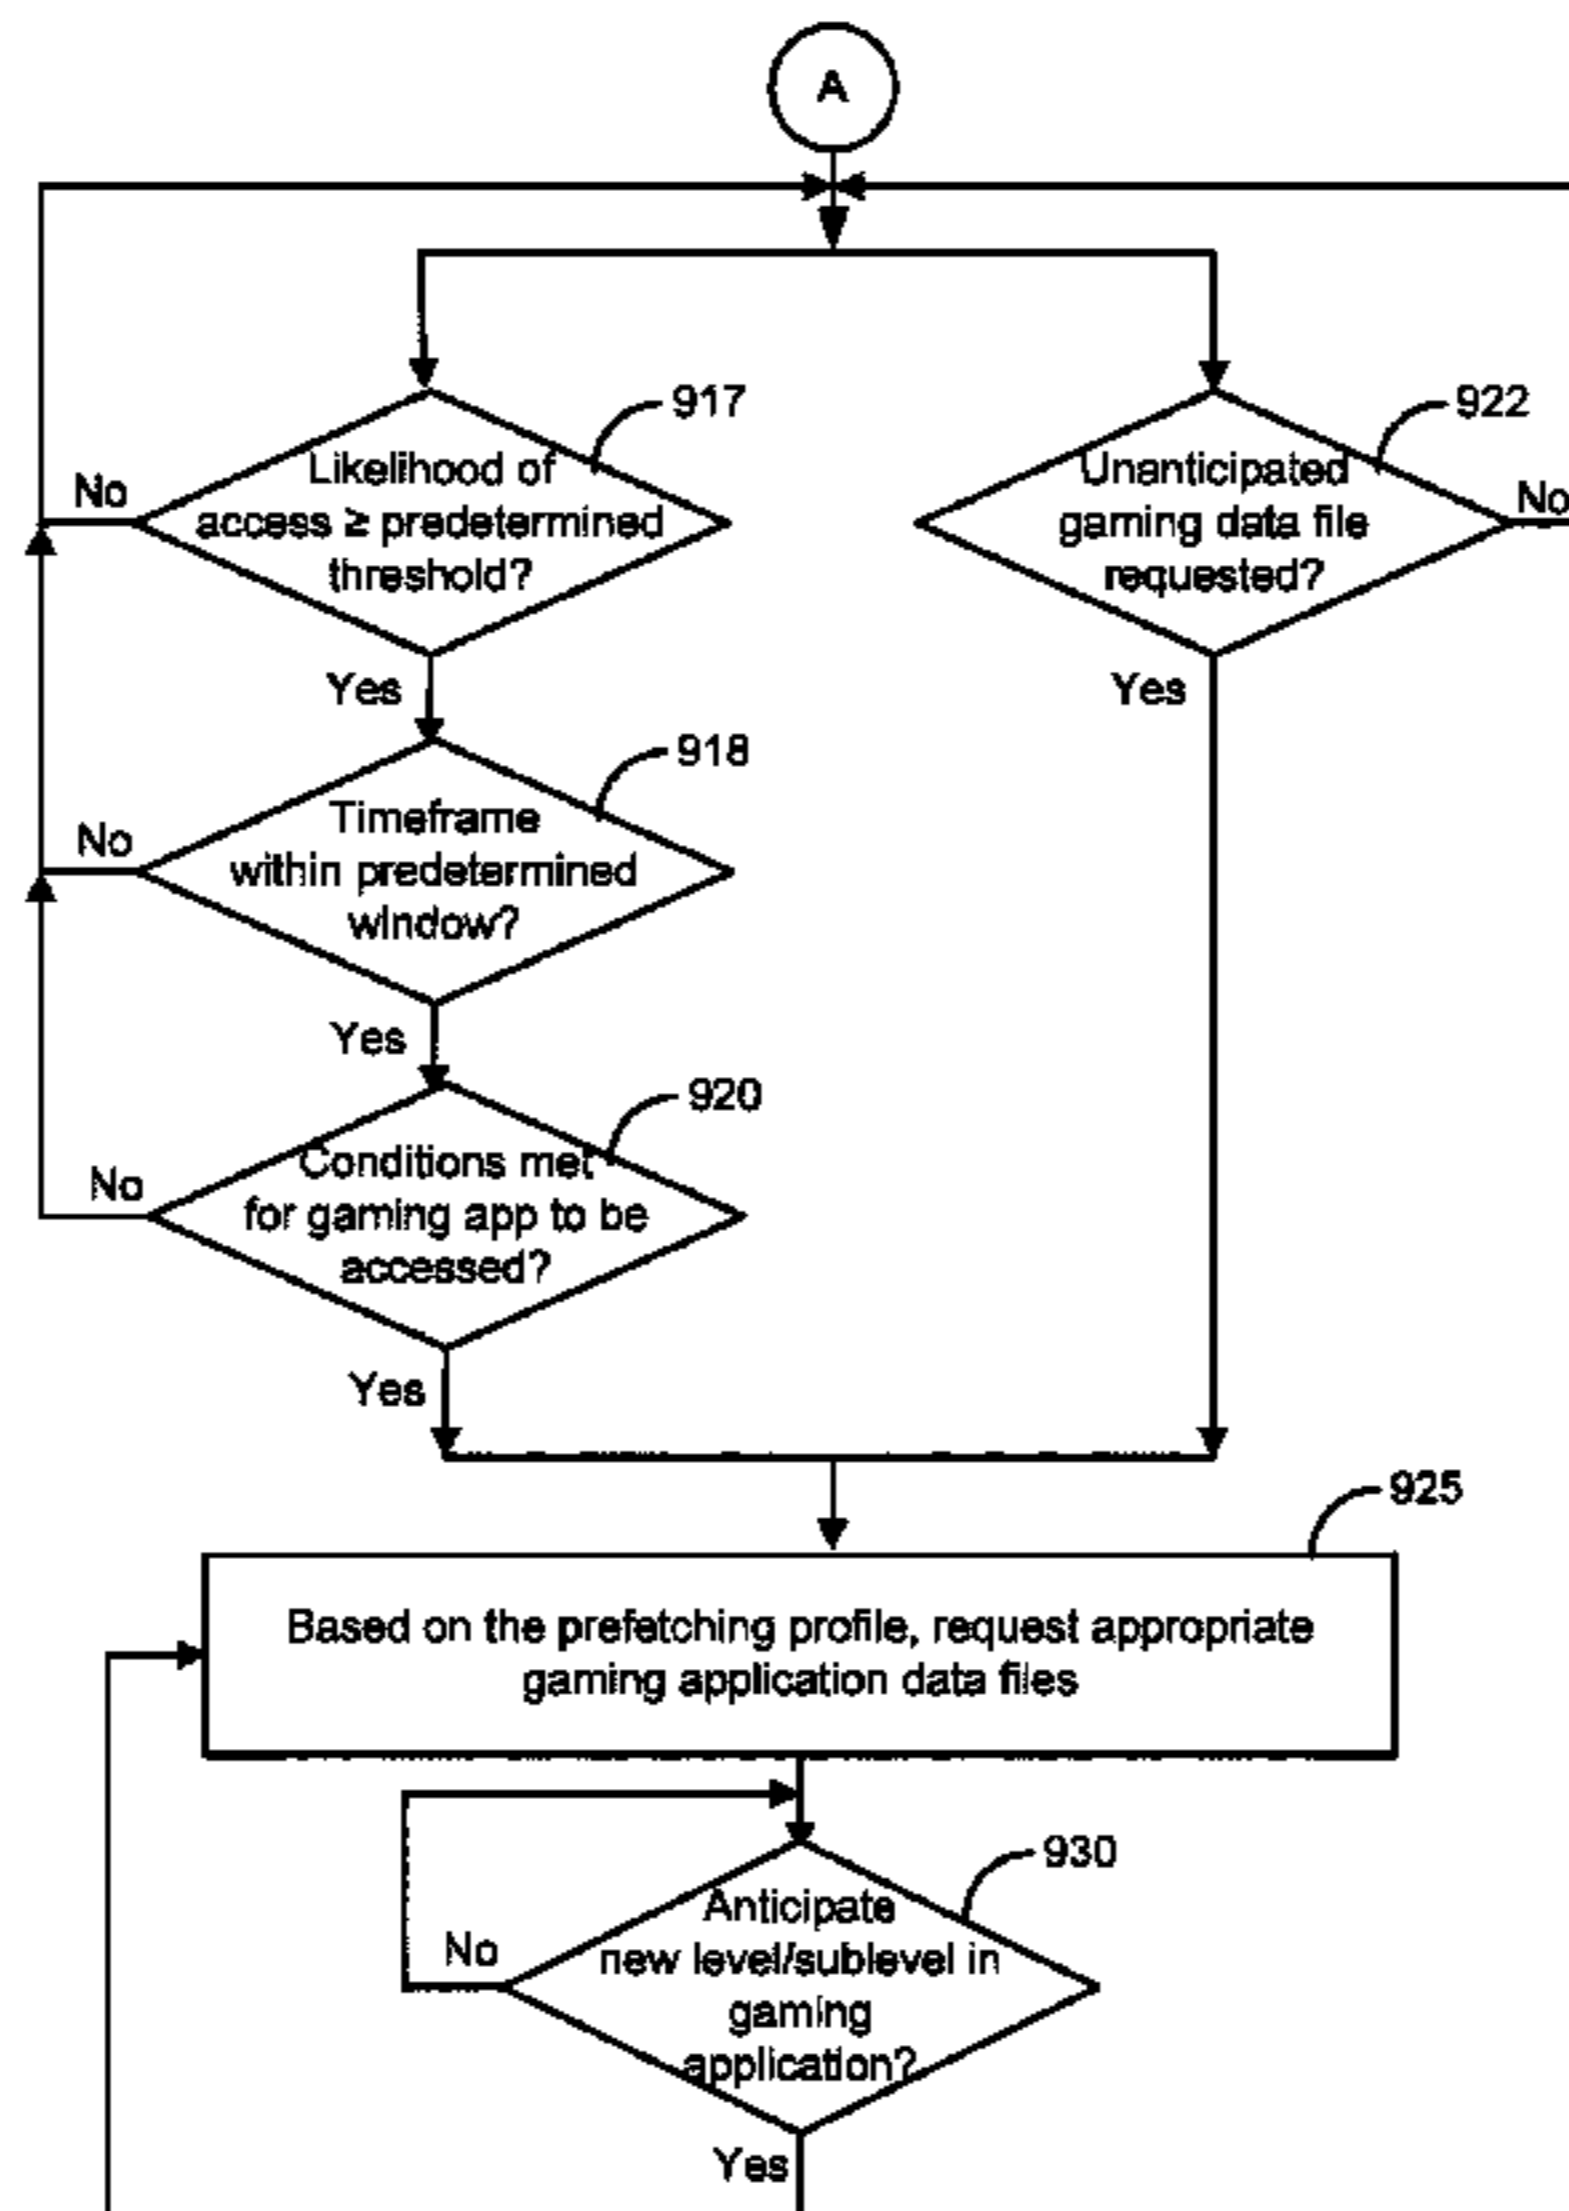 A
917
Likelihood of
access ≥ predetermined
threshold?
No
Yes
922
Unanticipated
gaming data file
requested?
No
Yes
918
Timeframe
within predetermined
window?
No
Yes
920
Conditions met
for gaming app to be
accessed?
No
Yes
925
Based on the prefetching profile, request appropriate
gaming application data files
930
Anticipate
new level/sublevel in
gaming
application?
No
Yes